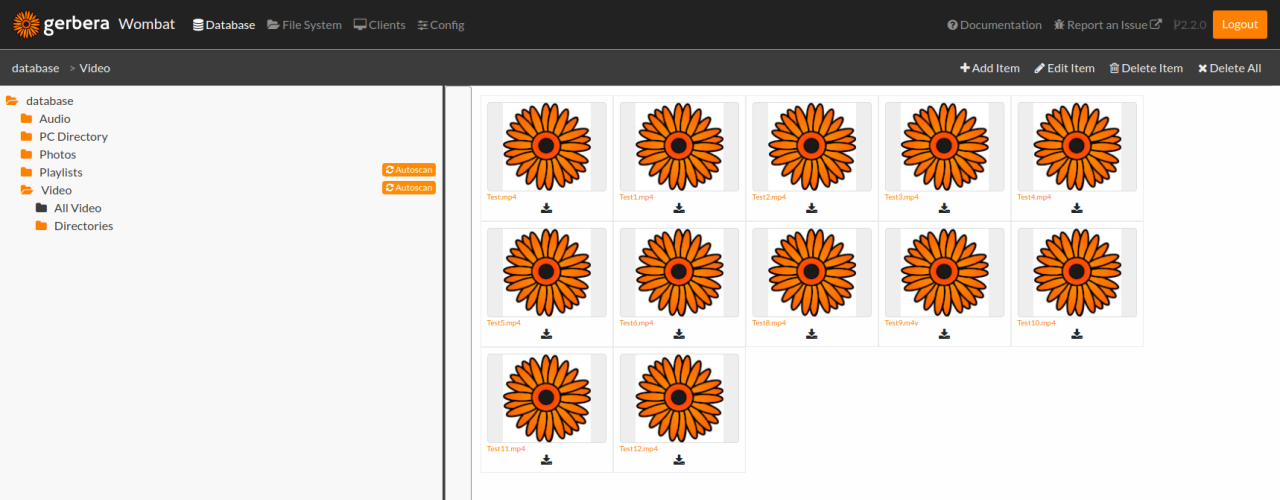 gerbera Wombat Database File System Clients Config Documentation Report an Issue 2.2.0 Logout
database > Video Add Item Edit Item Delete Item Delete All
database
Audio
PC Directory
Photos
Playlists Autoscan
Video Autoscan
All Video
Directories
Test.mp4 Test1.mp4 Test2.mp4 Test3.mp4 Test4.mp4
Test5.mp4 Test6.mp4 Test8.mp4 Test9.m4v Test10.mp4
Test11.mp4 Test12.mp4